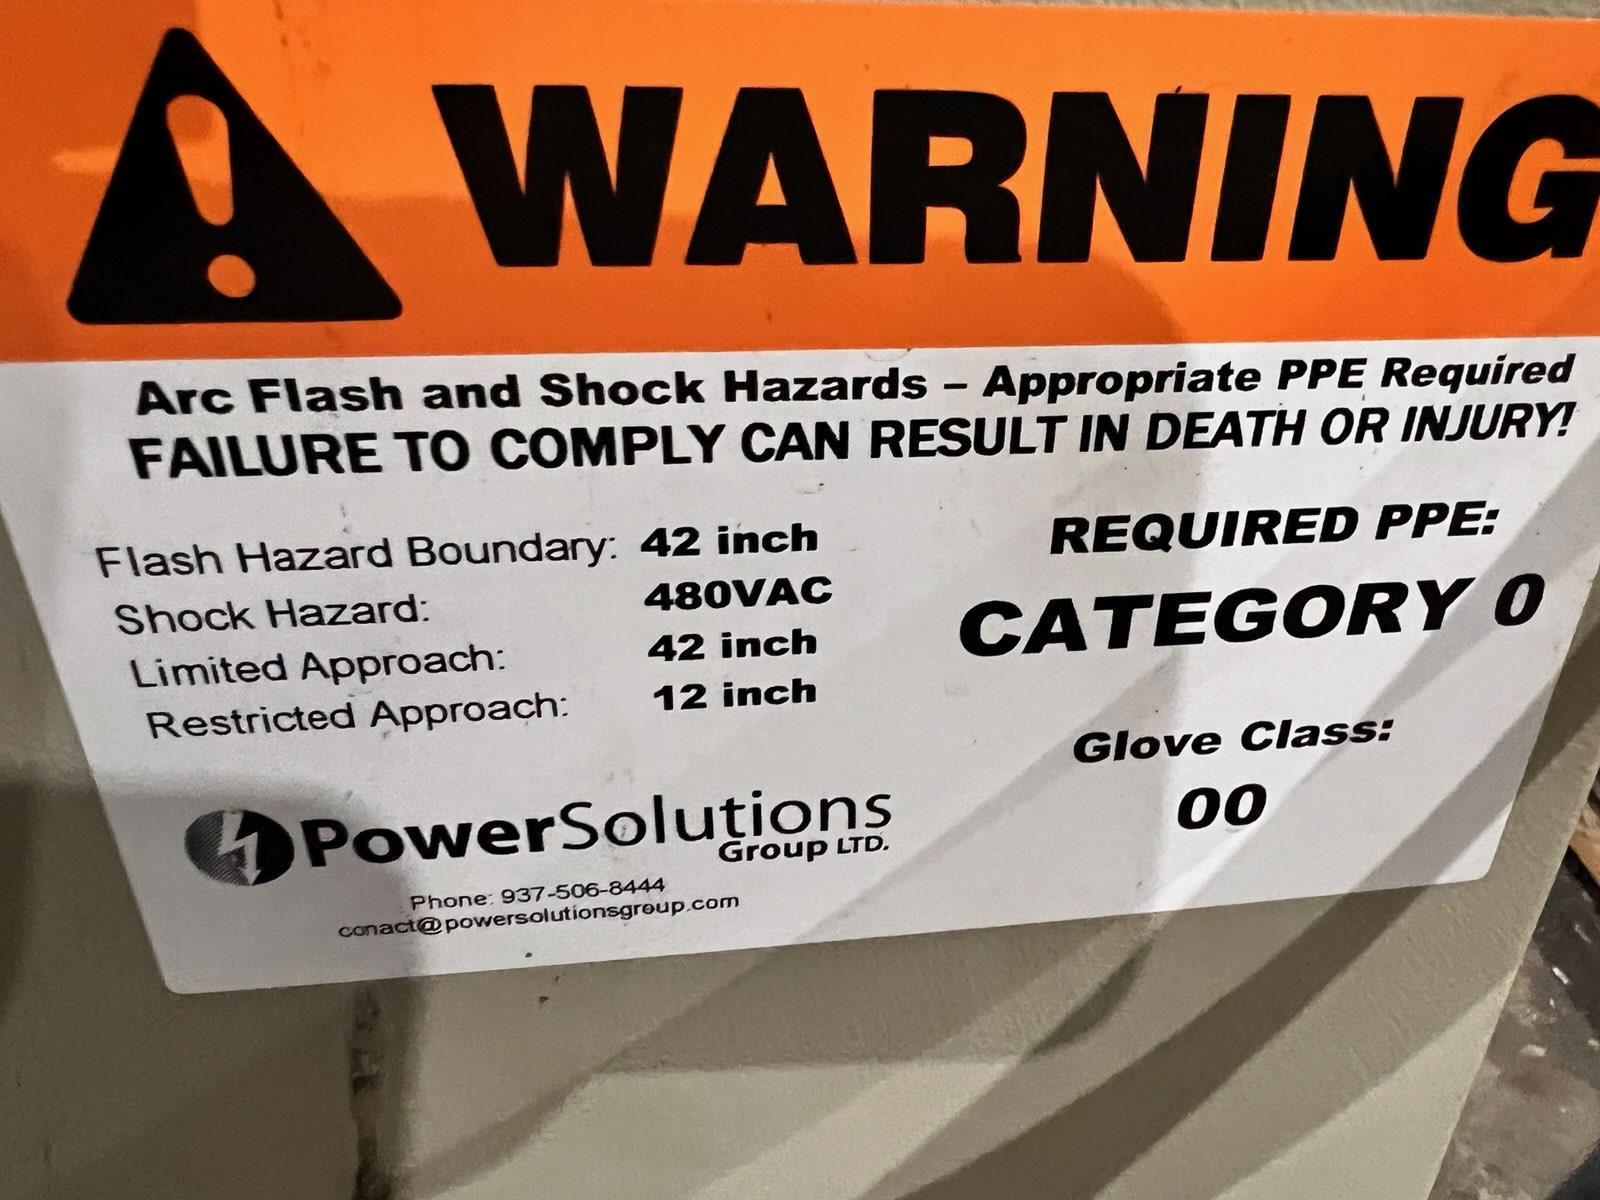 WARNING
Arc Flash and Shock Hazards – Appropriate PPE Required
FAILURE TO COMPLY CAN RESULT IN DEATH OR INJURY!
Flash Hazard Boundary: 42 inch
Shock Hazard: 480VAC
Limited Approach: 42 inch
Restricted Approach: 12 inch
REQUIRED PPE:
CATEGORY 0
Glove Class:
00
PowerSolutions
Group LTD.
Phone: 937-506-8444
conact@powersolutionsgroup.com